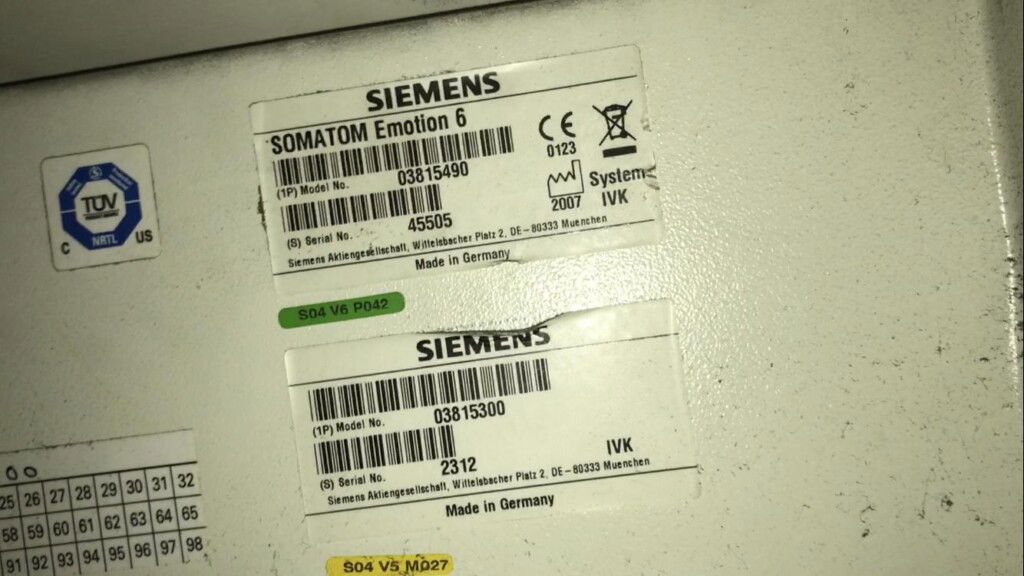 SIEMENS
SOMATOM Emotion 6
(1P) Model No. 03815490
(S) Serial No. 45505
CE
0123
2007
System
IVK
Siemens Aktiengesellschaft, Wittelsbacher Platz 2, DE-80333 Muenchen
Made in Germany
TÜV
C NRTL US
S04 V6 P042
SIEMENS
(1P) Model No. 03815300
(S) Serial No. 2312
IVK
Siemens Aktiengesellschaft, Wittelsbacher Platz 2, DE-80333 Muenchen
Made in Germany
S04 V5 M027
00
25 26 27 28 29 30 31 32
58 59 60 61 62 63 64 65
91 92 93 94 95 96 97 98